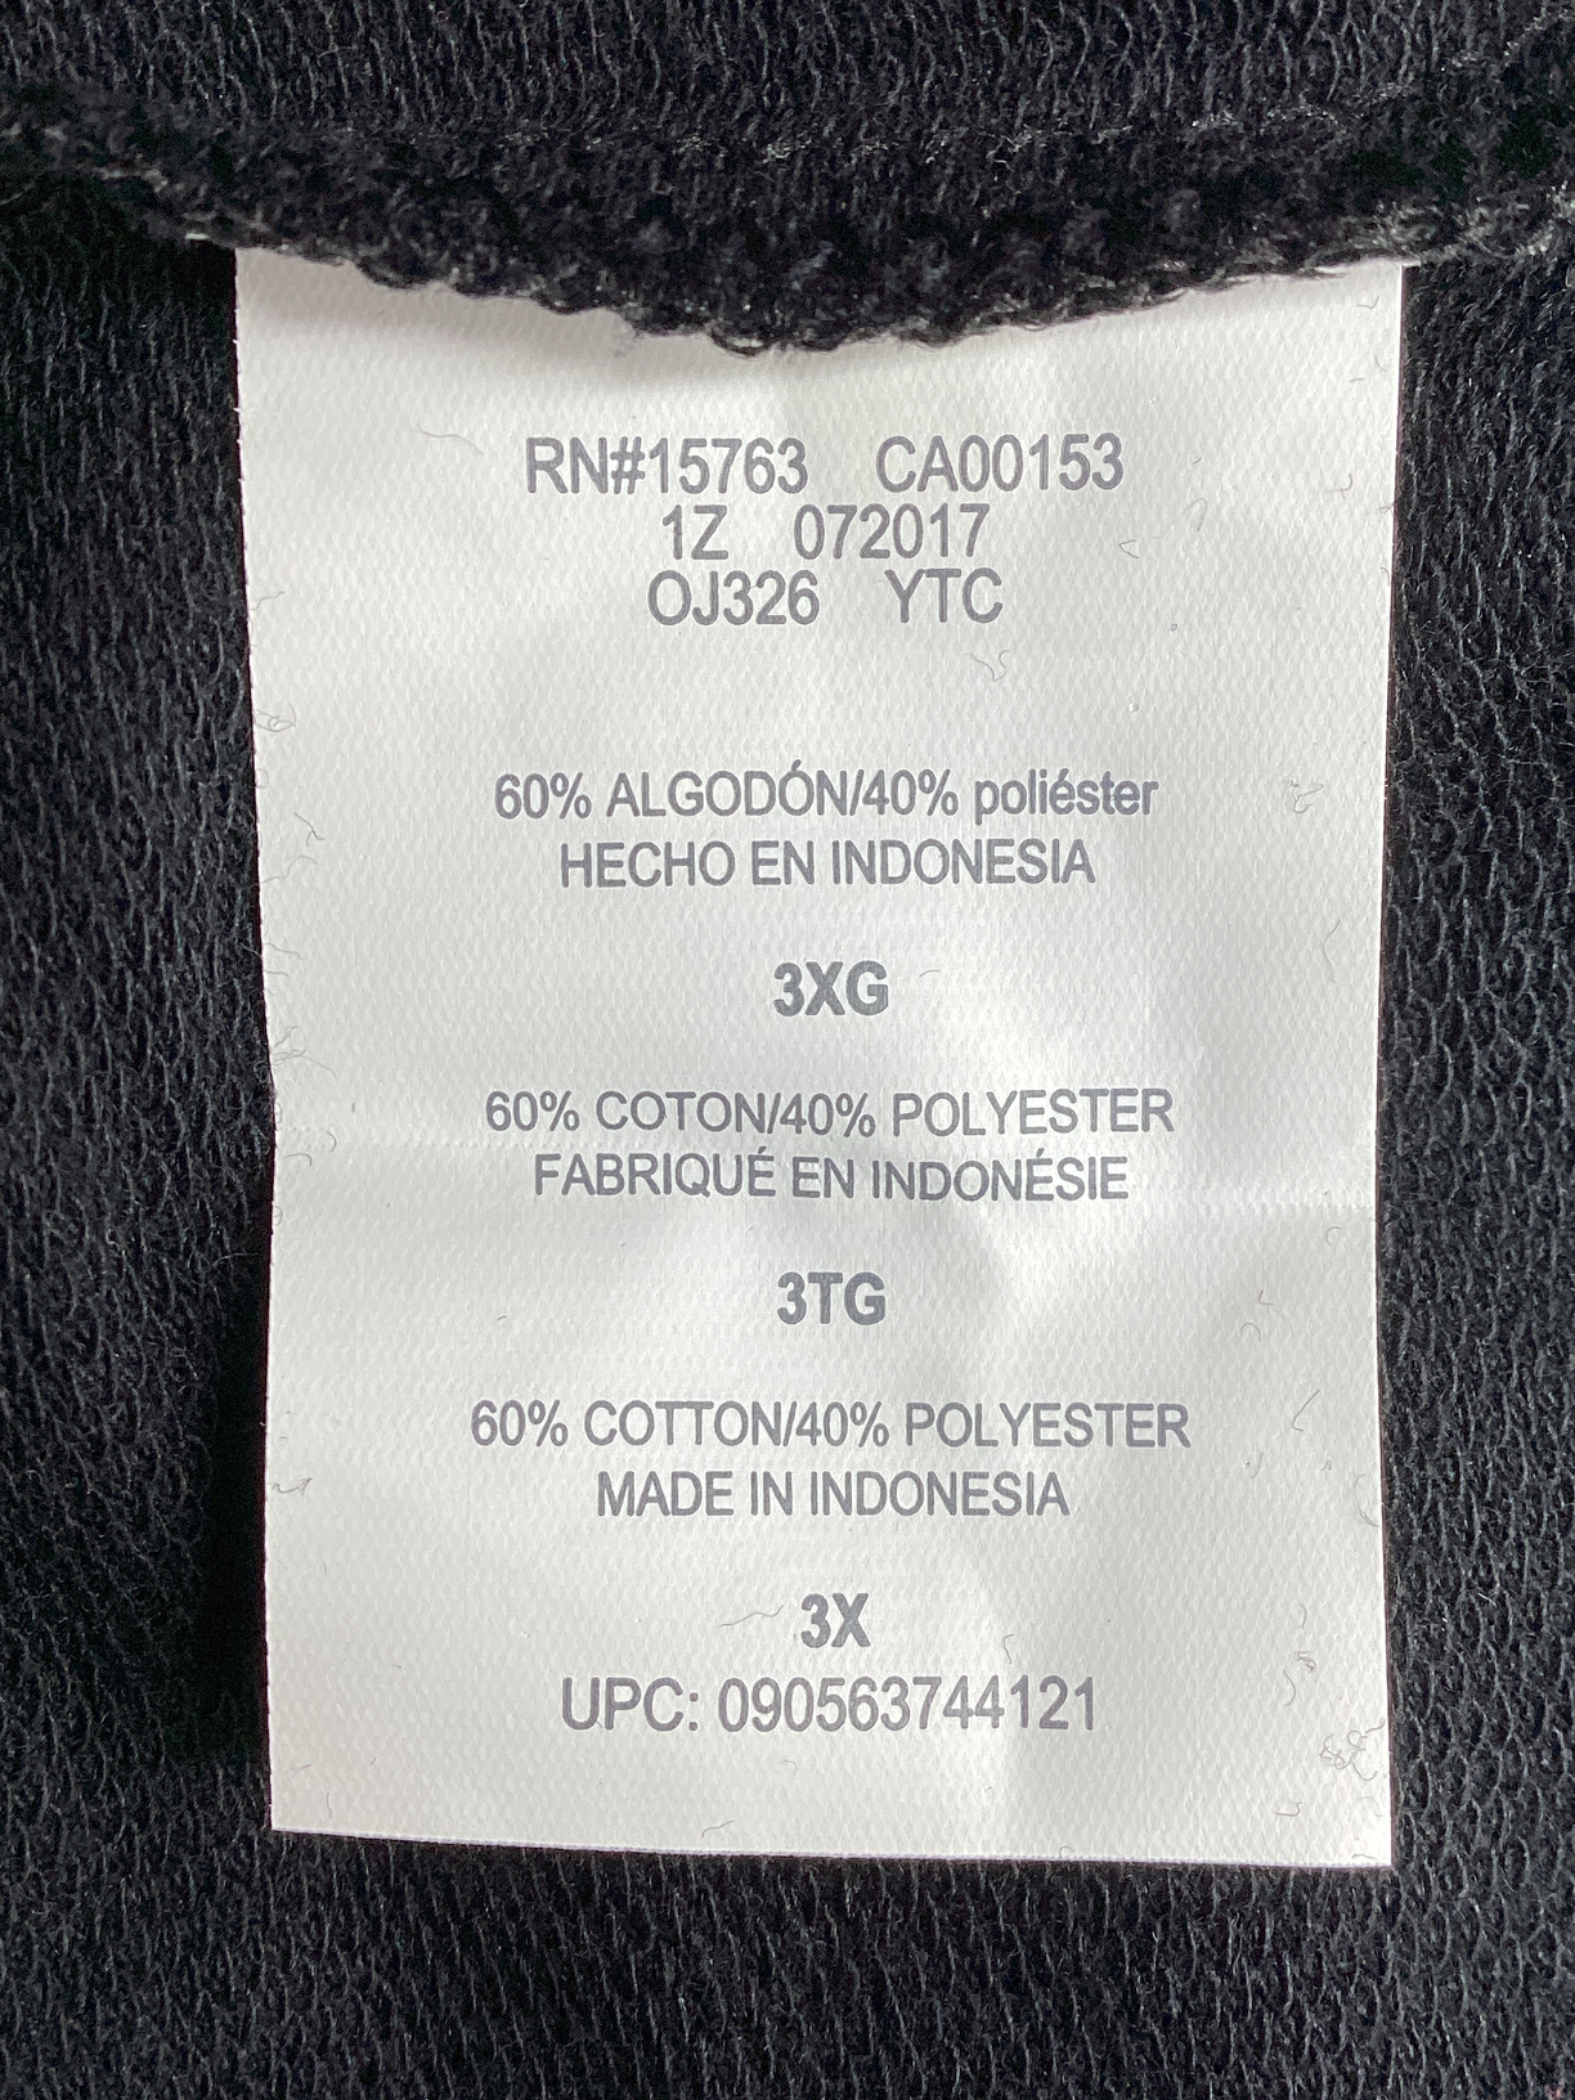 RN#15763 CA00153
1Z 072017
OJ326 YTC
60% ALGODÓN/40% poliéster
HECHO EN INDONESIA
3XG
60% COTON/40% POLYESTER
FABRIQUÉ EN INDONÉSIE
3TG
60% COTTON/40% POLYESTER
MADE IN INDONESIA
3X
UPC: 090563744121